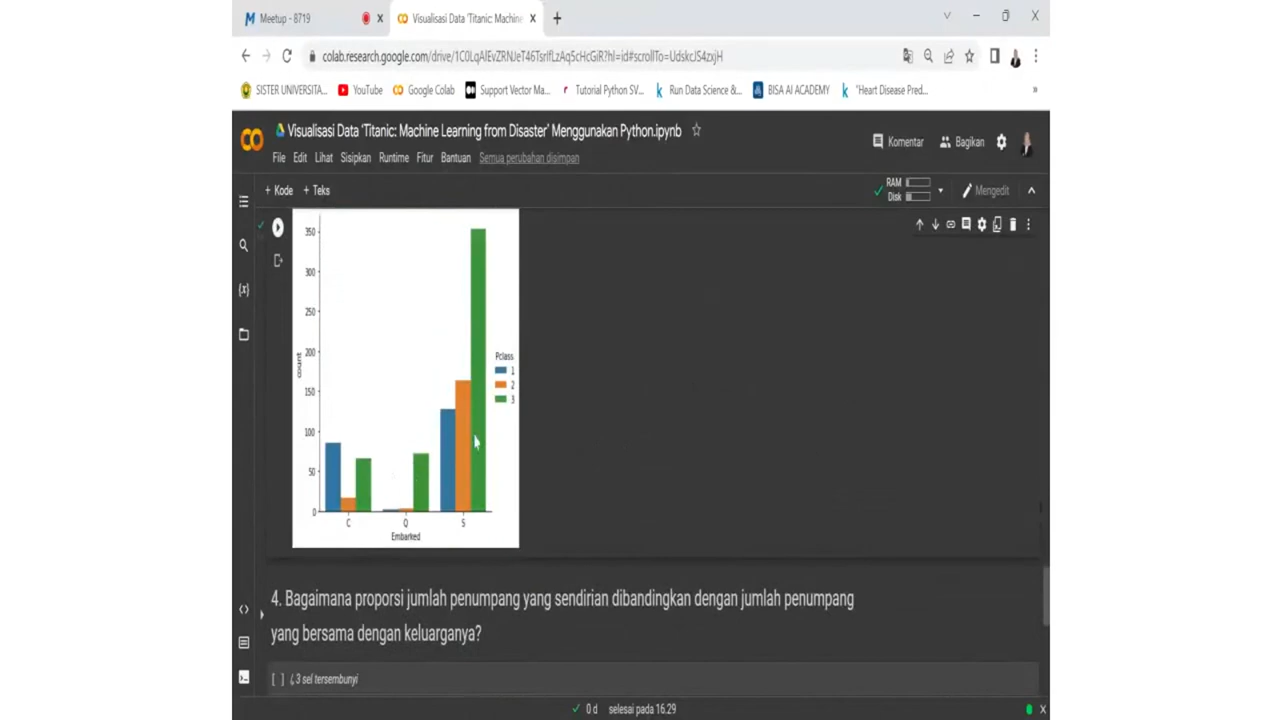 Meetup - 8719
Visualisasi Data 'Titanic: Machine
colab.research.google.com/drive/
SISTER UNIVERSITA...
YouTube
Google Colab
Support Vector Ma...
Tutorial Python SV...
Run Data Science &...
BISA AI ACADEMY
"Heart Disease Pred...
»
Visualisasi Data 'Titanic: Machine Learning from Disaster' Menggunakan Python.ipynb
Komentar
Bagikan
File Edit Lihat Sisipkan Runtime Fitur Bantuan Semua perubahan disimpan
+ Kode + Teks
RAM
Disk
Mengedit
350
300
250
200
150
100
50
0
count
C Q S
Embarked
Pclass
1
2
3
4. Bagaimana proporsi jumlah penumpang yang sendirian dibandingkan dengan jumlah penumpang
yang bersama dengan keluarganya?
[ ] ↳ 3 sel tersembunyi
0 d selesai pada 16.29